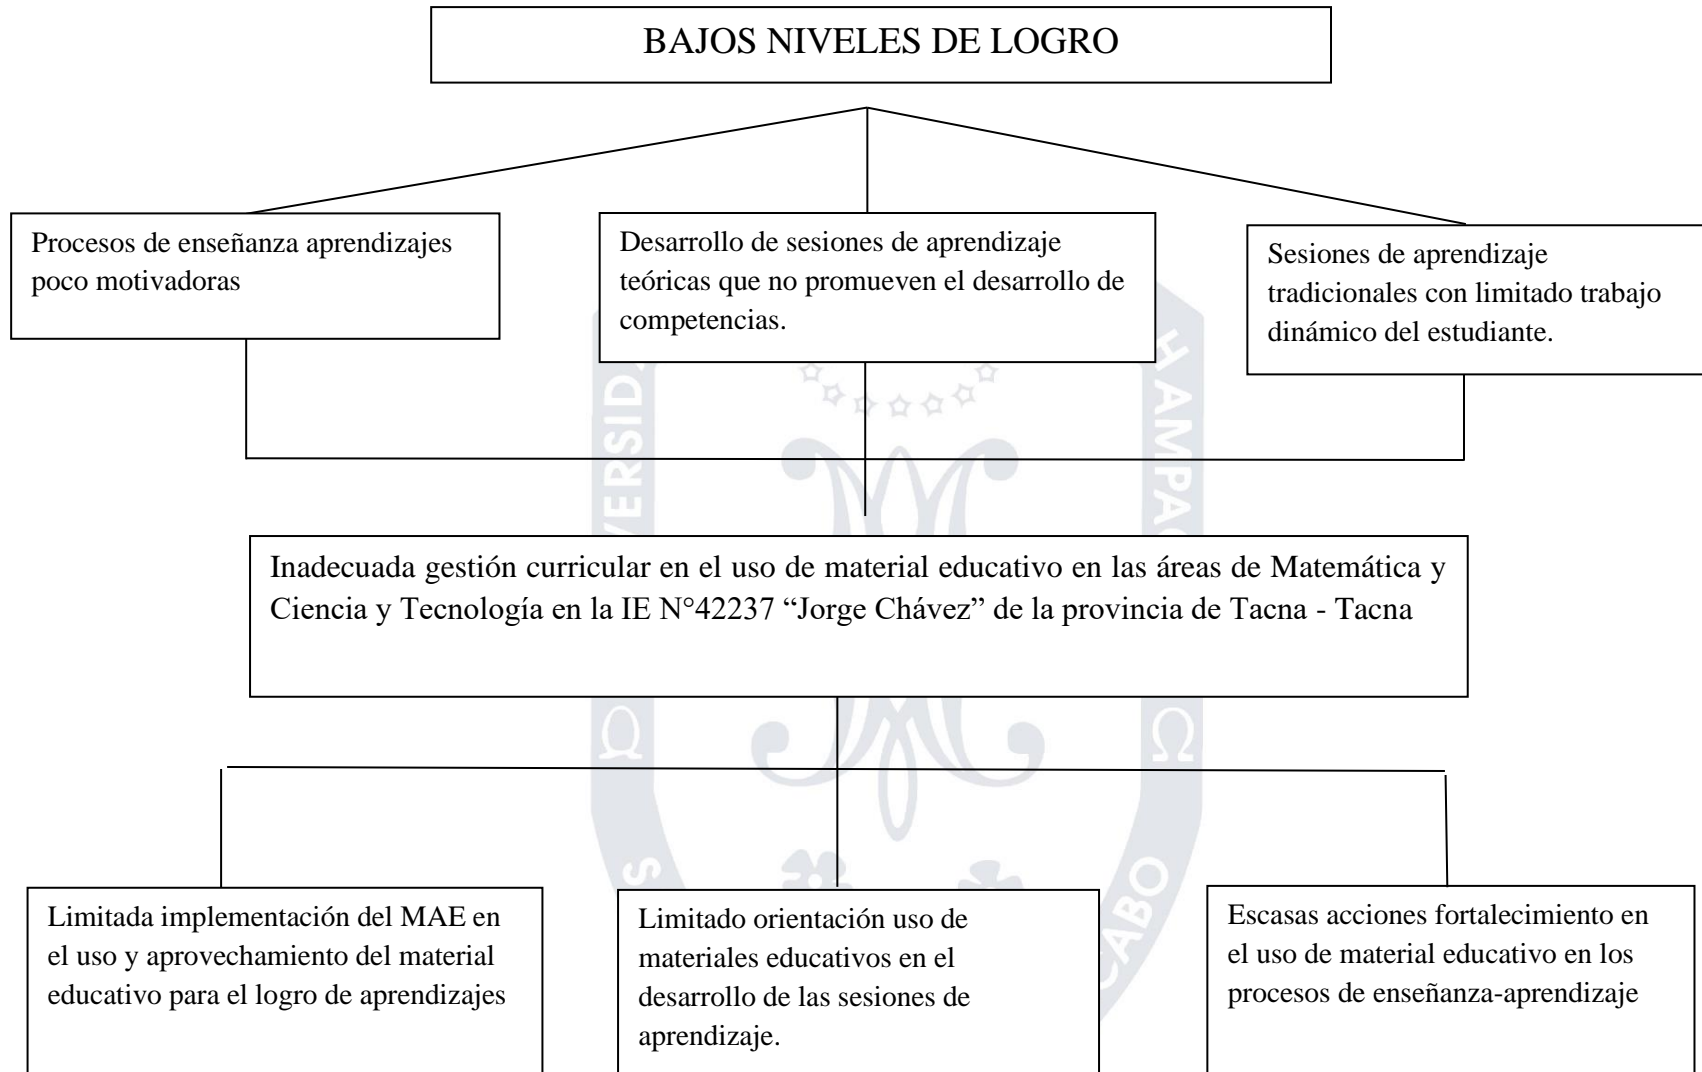 BAJOS NIVELES DE LOGRO
Procesos de enseñanza aprendizajes
poco motivadoras
Desarrollo de sesiones de aprendizaje
teóricas que no promueven el desarrollo de
competencias.
Sesiones de aprendizaje
tradicionales con limitado trabajo
dinámico del estudiante.
Inadecuada gestión curricular en el uso de material educativo en las áreas de Matemática y
Ciencia y Tecnología en la IE N°42237 “Jorge Chávez” de la provincia de Tacna - Tacna
Limitada implementación del MAE en
el uso y aprovechamiento del material
educativo para el logro de aprendizajes
Limitado orientación uso de
materiales educativos en el
desarrollo de las sesiones de
aprendizaje.
Escasas acciones fortalecimiento en
el uso de material educativo en los
procesos de enseñanza-aprendizaje